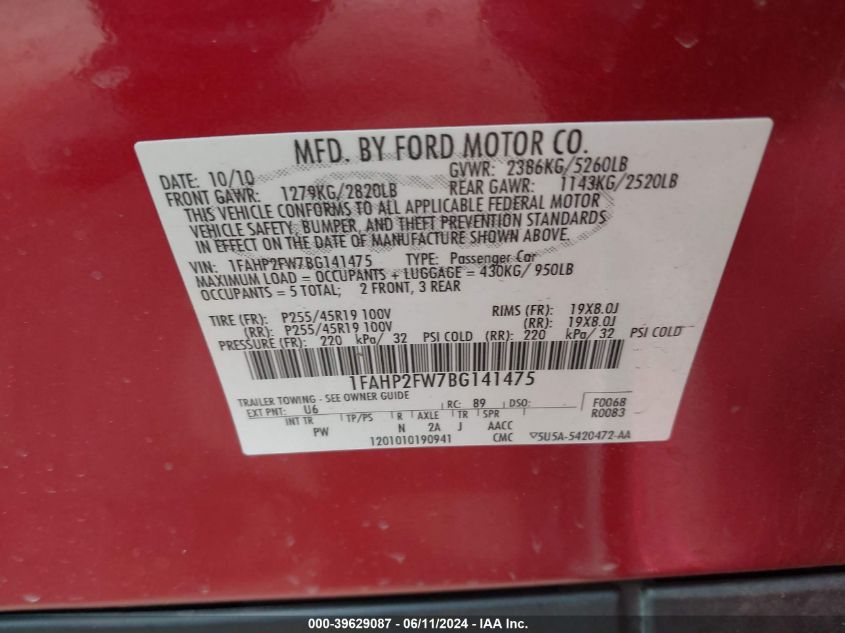 MFD. BY FORD MOTOR CO.
DATE: 10/10 GVWR: 2386KG/5260LB
FRONT GAWR: 1279KG/2820LB REAR GAWR: 1143KG/2520LB
THIS VEHICLE CONFORMS TO ALL APPLICABLE FEDERAL MOTOR
VEHICLE SAFETY, BUMPER, AND THEFT PREVENTION STANDARDS
IN EFFECT ON THE DATE OF MANUFACTURE SHOWN ABOVE.
VIN: 1FAHP2FW7BG141475 TYPE: Passenger Car
MAXIMUM LOAD = OCCUPANTS + LUGGAGE = 430KG/ 950LB
OCCUPANTS = 5 TOTAL; 2 FRONT, 3 REAR
TIRE (FR): P255/45R19 100V RIMS (FR): 19X8.0J
(RR): P255/45R19 100V (RR): 19X8.0J
PRESSURE (FR): 220 kPa/ 32 PSI COLD (RR): 220 kPa/ 32 PSI COLD
1FAHP2FW7BG141475
TRAILER TOWING - SEE OWNER GUIDE
EXT PNT: U6 RC: 89 DSO: F0068
INT TR TP/PS R AXLE TR SPR R0083
PW N 2A J AACC
1201010190941 CMC ▽5U5A-5420472-AA
000-39629087 - 06/11/2024 - IAA Inc.